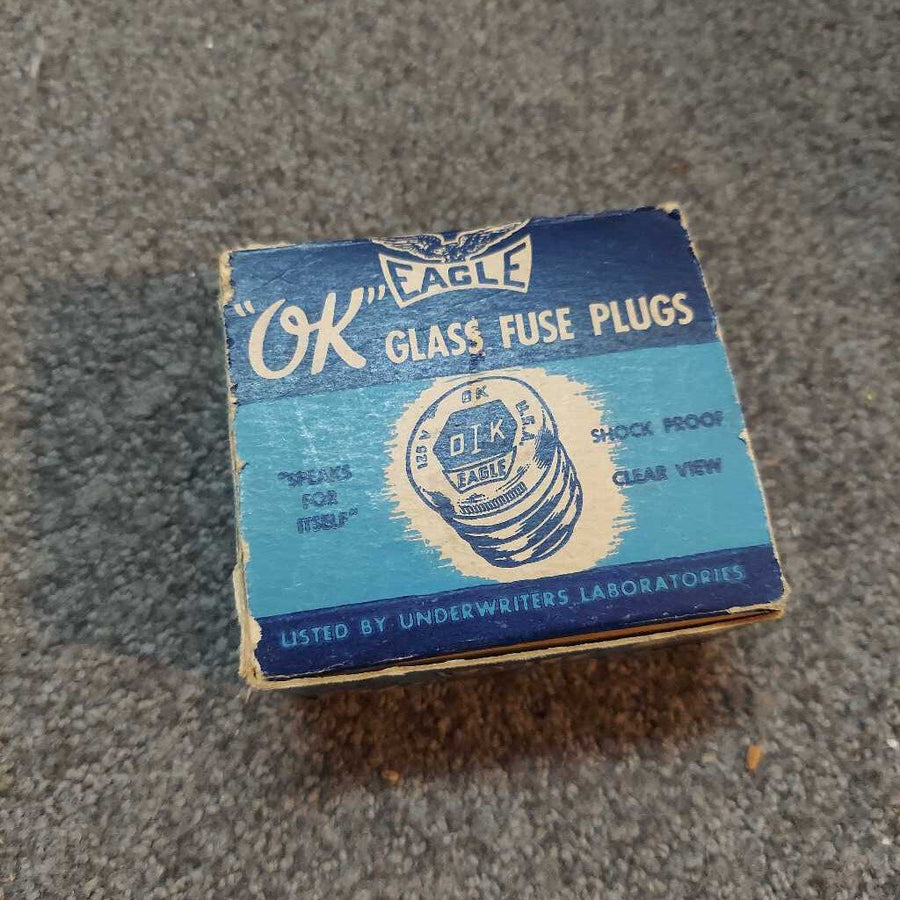 EAGLE
"OK" GLASS FUSE PLUGS
OK
125 V
U.S.A.
OIK
EAGLE
"SPEAKS
FOR
ITSELF"
SHOCK PROOF
CLEAR VIEW
LISTED BY UNDERWRITERS LABORATORIES